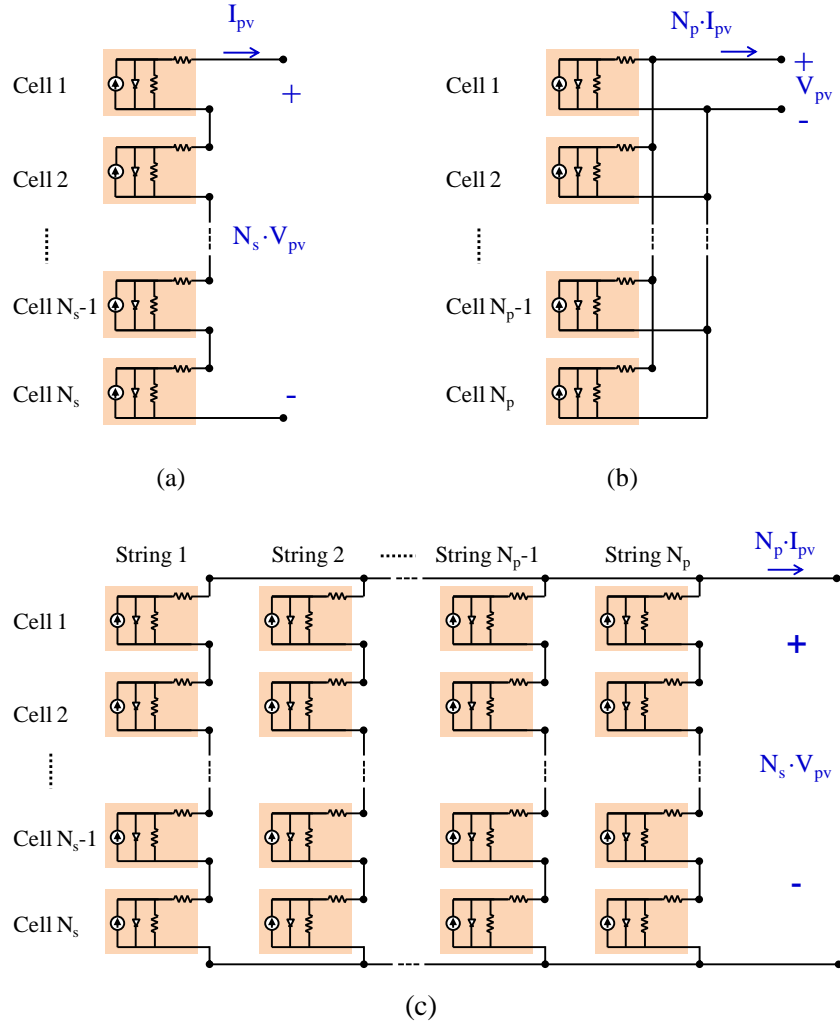 I_pv
Cell 1
+
Cell 2
N_s·V_pv
Cell N_s-1
Cell N_s
-
(a)
N_p·I_pv
Cell 1
+
V_pv
-
Cell 2
Cell N_p-1
Cell N_p
(b)
String 1 String 2 String N_p-1 String N_p
N_p·I_pv
Cell 1
+
Cell 2
N_s·V_pv
Cell N_s-1
-
Cell N_s
(c)